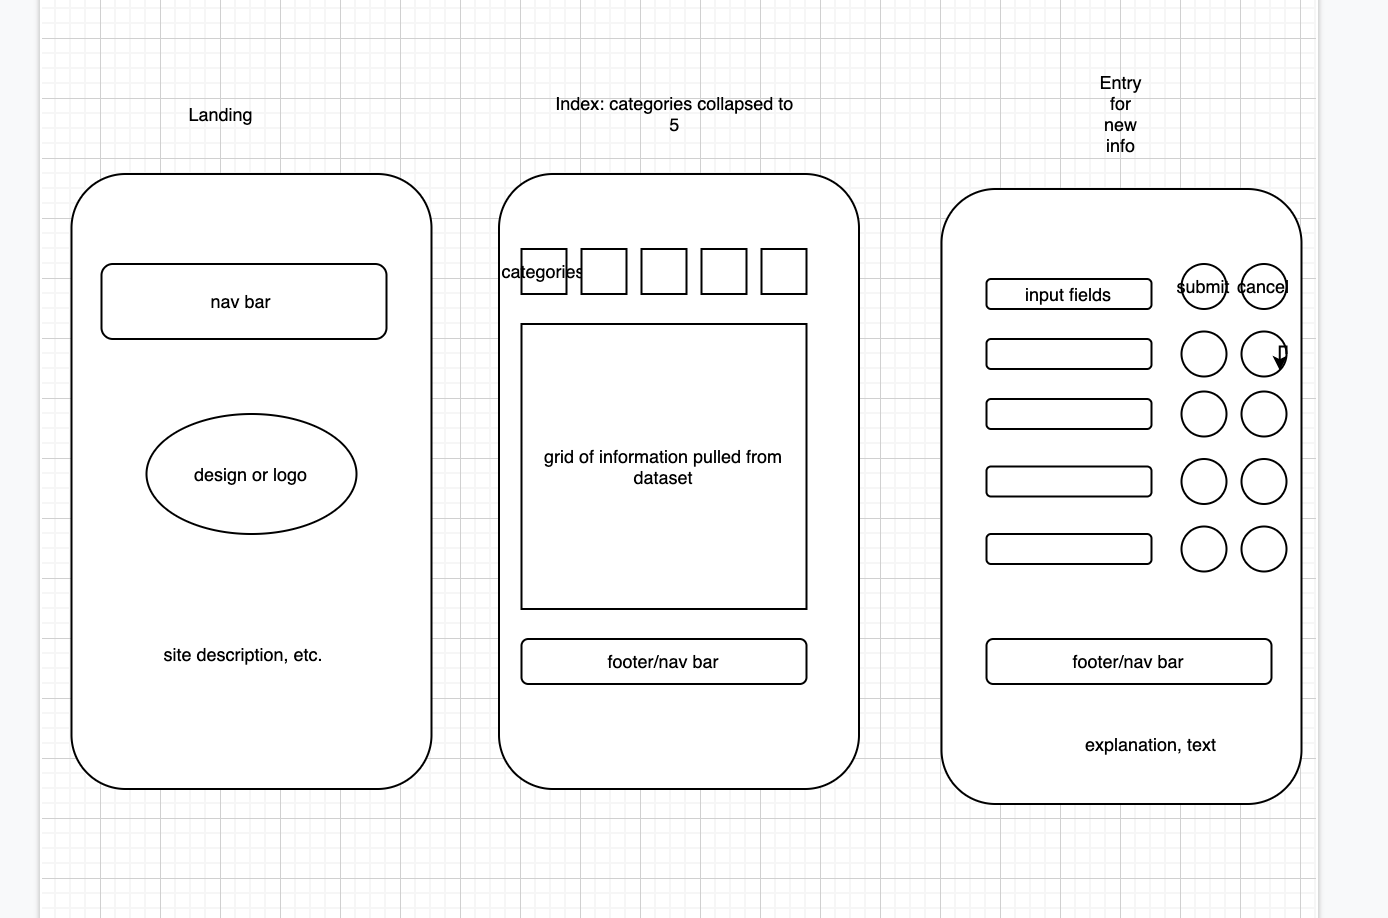 Landing
Index: categories collapsed to
5
Entry
for
new
info
nav bar
design or logo
site description, etc.
categories
grid of information pulled from
dataset
footer/nav bar
input fields
submit
cancel
footer/nav bar
explanation, text